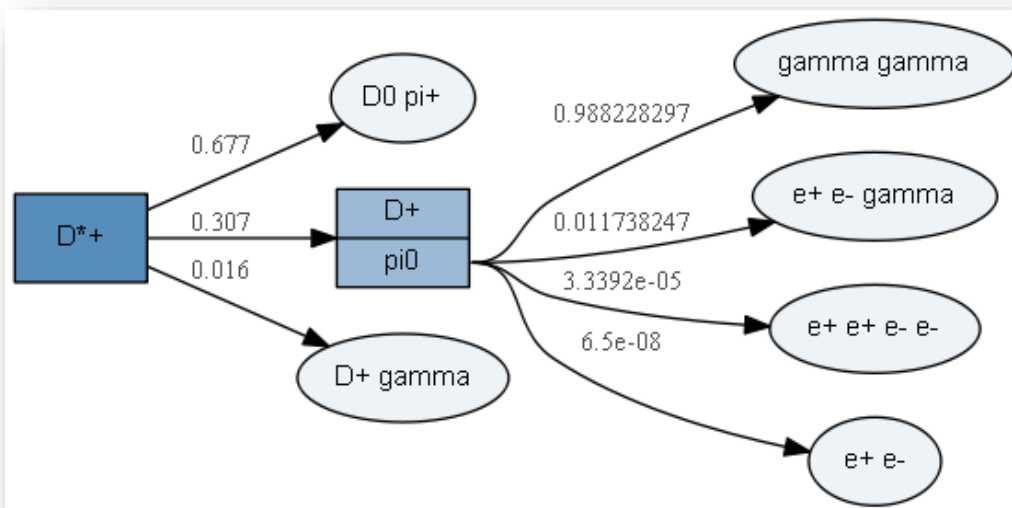 gamma gamma
D0 pi+
0.988228297
0.677
e+ e- gamma
D+
0.307
0.011738247
D*+
pi0
0.016
3.3392e-05
e+ e+ e- e-
6.5e-08
D+ gamma
e+ e-